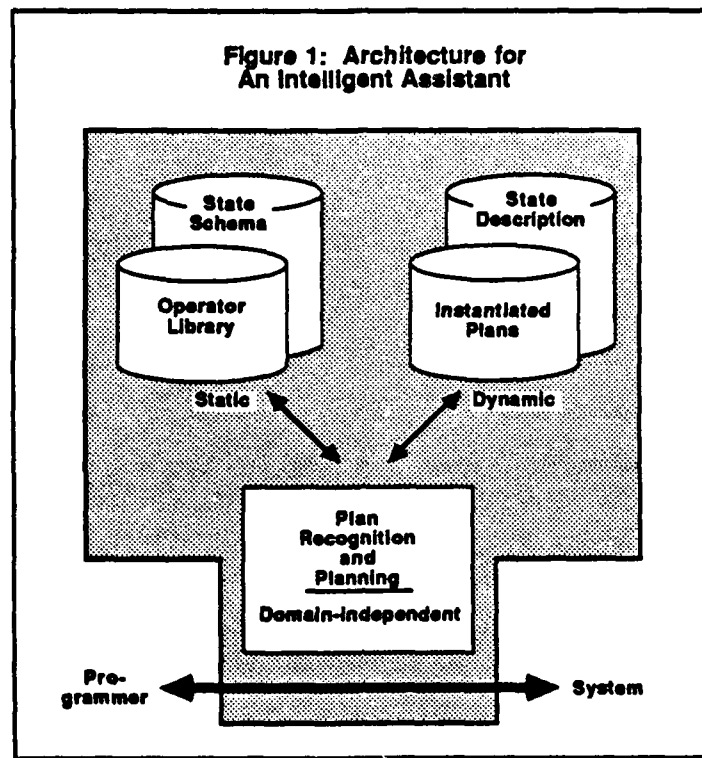 Figure 1: Architecture for
An Intelligent Assistant
State
Schema
Operator
Library
State
Description
Instantiated
Plans
Static
Dynamic
Plan
Recognition
and
Planning
Domain-Independent
Pro-
grammer
System